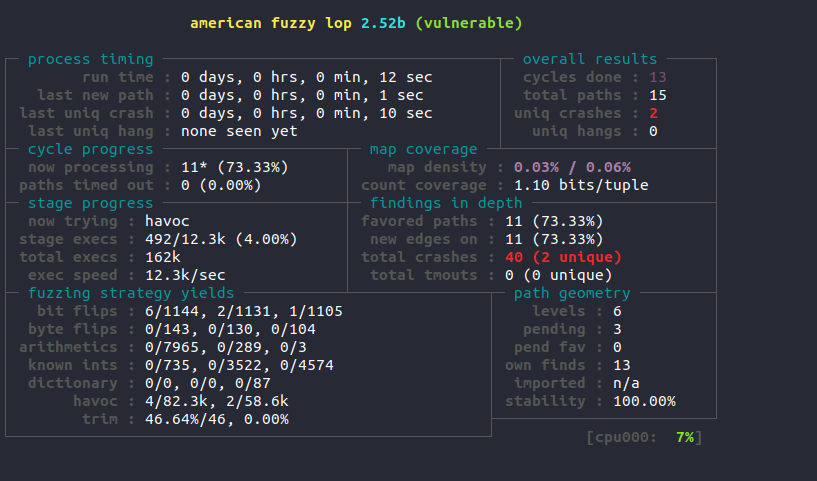 american fuzzy lop 2.52b (vulnerable)
process timing overall results
run time : 0 days, 0 hrs, 0 min, 12 sec cycles done : 13
last new path : 0 days, 0 hrs, 0 min, 1 sec total paths : 15
last uniq crash : 0 days, 0 hrs, 0 min, 10 sec uniq crashes : 2
last uniq hang : none seen yet uniq hangs : 0
cycle progress map coverage
now processing : 11* (73.33%) map density : 0.03% / 0.06%
paths timed out : 0 (0.00%) count coverage : 1.10 bits/tuple
stage progress findings in depth
now trying : havoc favored paths : 11 (73.33%)
stage execs : 492/12.3k (4.00%) new edges on : 11 (73.33%)
total execs : 162k total crashes : 40 (2 unique)
exec speed : 12.3k/sec total tmouts : 0 (0 unique)
fuzzing strategy yields path geometry
bit flips : 6/1144, 2/1131, 1/1105 levels : 6
byte flips : 0/143, 0/130, 0/104 pending : 3
arithmetics : 0/7965, 0/289, 0/3 pend fav : 0
known ints : 0/735, 0/3522, 0/4574 own finds : 13
dictionary : 0/0, 0/0, 0/87 imported : n/a
havoc : 4/82.3k, 2/58.6k stability : 100.00%
trim : 46.64%/46, 0.00%
[cpu000: 7%]